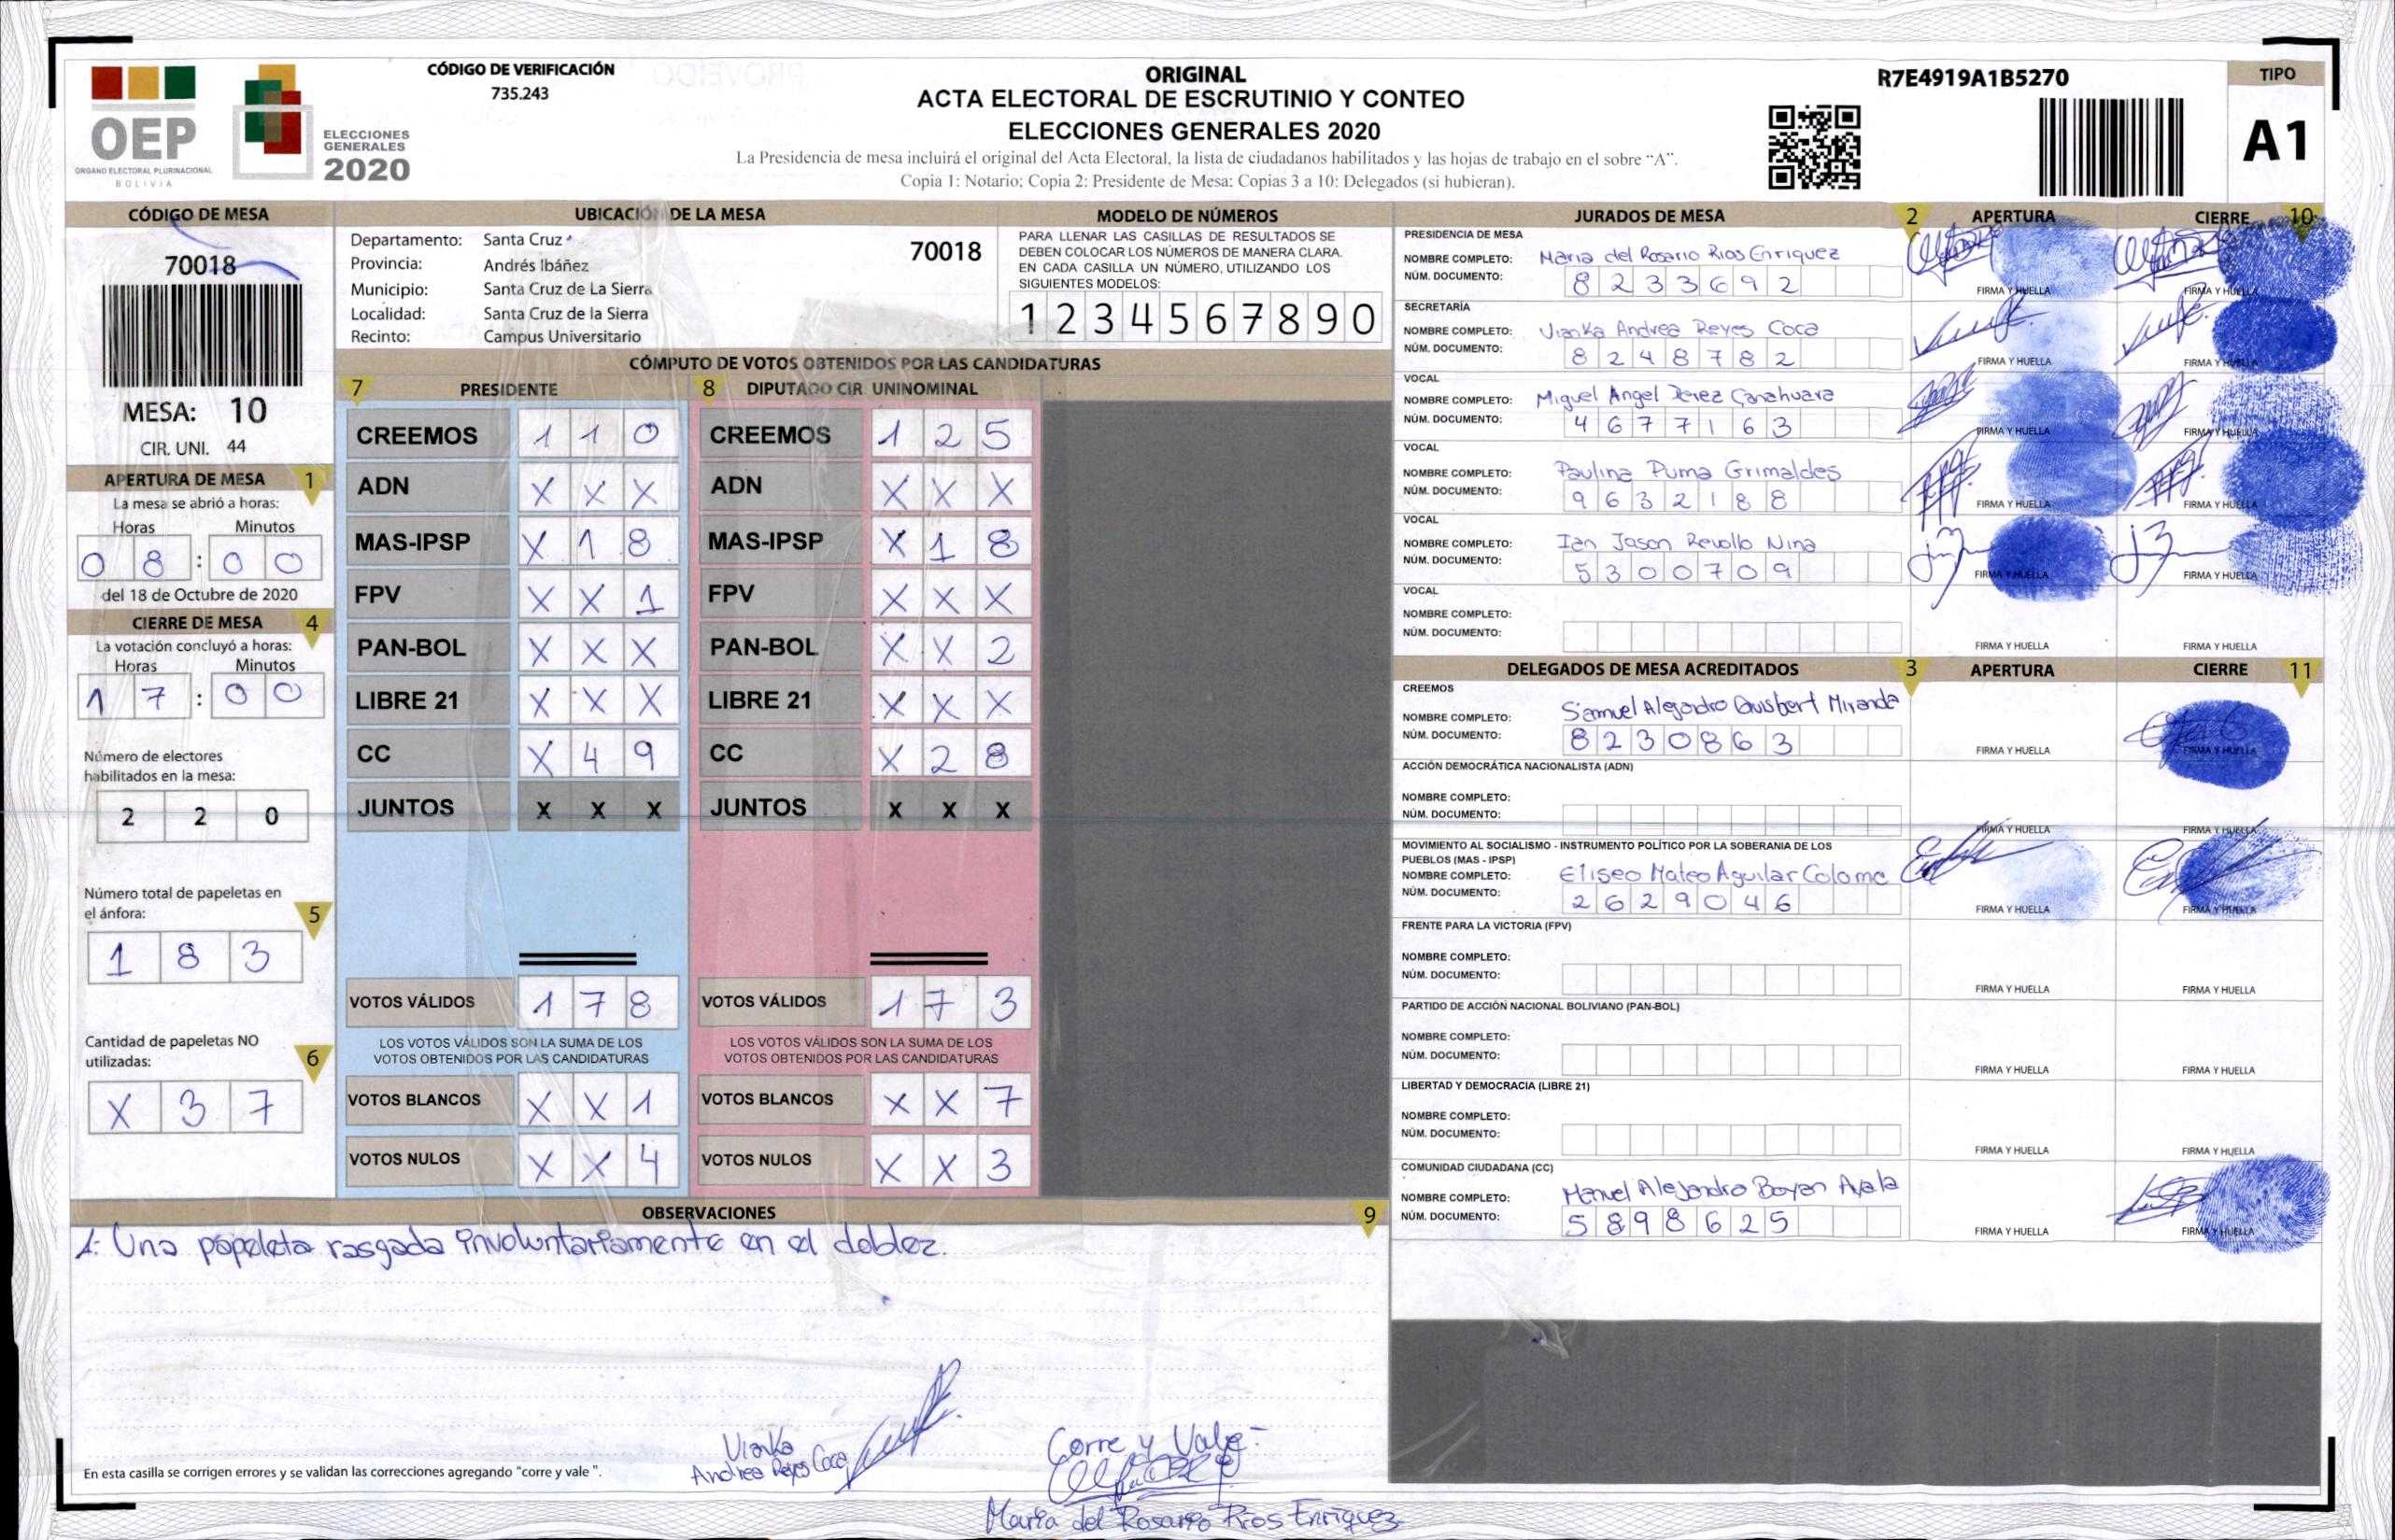 CÓDIGO DE VERIFICACIÓN
735.243
OEP
ÓRGANO ELECTORAL PLURINACIONAL
BOLIVIA
ELECCIONES
GENERALES
2020
ORIGINAL
ACTA ELECTORAL DE ESCRUTINIO Y CONTEO
ELECCIONES GENERALES 2020
La Presidencia de mesa incluirá el original del Acta Electoral, la lista de ciudadanos habilitados y las hojas de trabajo en el sobre “A”.
Copia 1: Notario; Copia 2: Presidente de Mesa; Copias 3 a 10: Delegados (si hubieran).
R7E4919A1B5270
TIPO
A1
CÓDIGO DE MESA
70018
MESA: 10
CIR. UNI. 44
APERTURA DE MESA 1
La mesa se abrió a horas:
Horas Minutos
0 8 : 0 0
del 18 de Octubre de 2020
CIERRE DE MESA 4
La votación concluyó a horas:
Horas Minutos
1 7 : 0 0
Número de electores
habilitados en la mesa:
2 2 0
Número total de papeletas en
el ánfora: 5
1 8 3
Cantidad de papeletas NO
utilizadas: 6
X 3 7
UBICACIÓN DE LA MESA
Departamento: Santa Cruz
Provincia: Andrés Ibáñez
Municipio: Santa Cruz de La Sierra
Localidad: Santa Cruz de la Sierra
Recinto: Campus Universitario
70018
MODELO DE NÚMEROS
PARA LLENAR LAS CASILLAS DE RESULTADOS SE
DEBEN COLOCAR LOS NÚMEROS DE MANERA CLARA.
EN CADA CASILLA UN NÚMERO, UTILIZANDO LOS
SIGUIENTES MODELOS:
1 2 3 4 5 6 7 8 9 0
CÓMPUTO DE VOTOS OBTENIDOS POR LAS CANDIDATURAS
7 PRESIDENTE
CREEMOS 1 1 0
ADN X X X
MAS-IPSP X 1 8
FPV X X 1
PAN-BOL X X X
LIBRE 21 X X X
CC X 4 9
JUNTOS X X X
VOTOS VÁLIDOS 1 7 8
LOS VOTOS VÁLIDOS SON LA SUMA DE LOS
VOTOS OBTENIDOS POR LAS CANDIDATURAS
VOTOS BLANCOS X X 1
VOTOS NULOS X X 4
8 DIPUTADO CIR. UNINOMINAL
CREEMOS 1 2 5
ADN X X X
MAS-IPSP X 1 8
FPV X X X
PAN-BOL X X 2
LIBRE 21 X X X
CC X 2 8
JUNTOS X X X
VOTOS VÁLIDOS 1 7 3
LOS VOTOS VÁLIDOS SON LA SUMA DE LOS
VOTOS OBTENIDOS POR LAS CANDIDATURAS
VOTOS BLANCOS X X 7
VOTOS NULOS X X 3
OBSERVACIONES 9
1: Una papeleta rasgada involuntariamente en el doblez.
Vianka
Andrea Reyes Coca
Corre y Vale
María del Rosario Rios Enriquez
En esta casilla se corrigen errores y se validan las correcciones agregando "corre y vale ".
JURADOS DE MESA 2 APERTURA CIERRE 10
PRESIDENCIA DE MESA
NOMBRE COMPLETO: Maria del Rosario Rios Enriquez
NÚM. DOCUMENTO: 8 2 3 3 6 9 2
FIRMA Y HUELLA FIRMA Y HUELLA
SECRETARÍA
NOMBRE COMPLETO: Vianka Andrea Reyes Coca
NÚM. DOCUMENTO: 8 2 4 8 7 8 2
FIRMA Y HUELLA FIRMA Y HUELLA
VOCAL
NOMBRE COMPLETO: Miguel Angel Perez Canahuara
NÚM. DOCUMENTO: 4 6 7 7 1 6 3
FIRMA Y HUELLA FIRMA Y HUELLA
VOCAL
NOMBRE COMPLETO: Paulina Puma Grimaldes
NÚM. DOCUMENTO: 9 6 3 2 1 8 8
FIRMA Y HUELLA FIRMA Y HUELLA
VOCAL
NOMBRE COMPLETO: Ian Jason Revollo Nina
NÚM. DOCUMENTO: 5 3 0 0 7 0 9
FIRMA Y HUELLA FIRMA Y HUELLA
VOCAL
NOMBRE COMPLETO:
NÚM. DOCUMENTO:
FIRMA Y HUELLA FIRMA Y HUELLA
DELEGADOS DE MESA ACREDITADOS 3 APERTURA CIERRE 11
CREEMOS
NOMBRE COMPLETO: Samuel Alejandro Quisbert Miranda
NÚM. DOCUMENTO: 8 2 3 0 8 6 3
FIRMA Y HUELLA FIRMA Y HUELLA
ACCIÓN DEMOCRÁTICA NACIONALISTA (ADN)
NOMBRE COMPLETO:
NÚM. DOCUMENTO:
FIRMA Y HUELLA FIRMA Y HUELLA
MOVIMIENTO AL SOCIALISMO - INSTRUMENTO POLÍTICO POR LA SOBERANIA DE LOS
PUEBLOS (MAS - IPSP)
NOMBRE COMPLETO: Eliseo Mateo Aguilar Colome
NÚM. DOCUMENTO: 2 6 2 9 0 4 6
FIRMA Y HUELLA FIRMA Y HUELLA
FRENTE PARA LA VICTORIA (FPV)
NOMBRE COMPLETO:
NÚM. DOCUMENTO:
FIRMA Y HUELLA FIRMA Y HUELLA
PARTIDO DE ACCIÓN NACIONAL BOLIVIANO (PAN-BOL)
NOMBRE COMPLETO:
NÚM. DOCUMENTO:
FIRMA Y HUELLA FIRMA Y HUELLA
LIBERTAD Y DEMOCRACIA (LIBRE 21)
NOMBRE COMPLETO:
NÚM. DOCUMENTO:
FIRMA Y HUELLA FIRMA Y HUELLA
COMUNIDAD CIUDADANA (CC)
NOMBRE COMPLETO: Manuel Alejandro Boyan Ayala
NÚM. DOCUMENTO: 5 8 9 8 6 2 5
FIRMA Y HUELLA FIRMA Y HUELLA